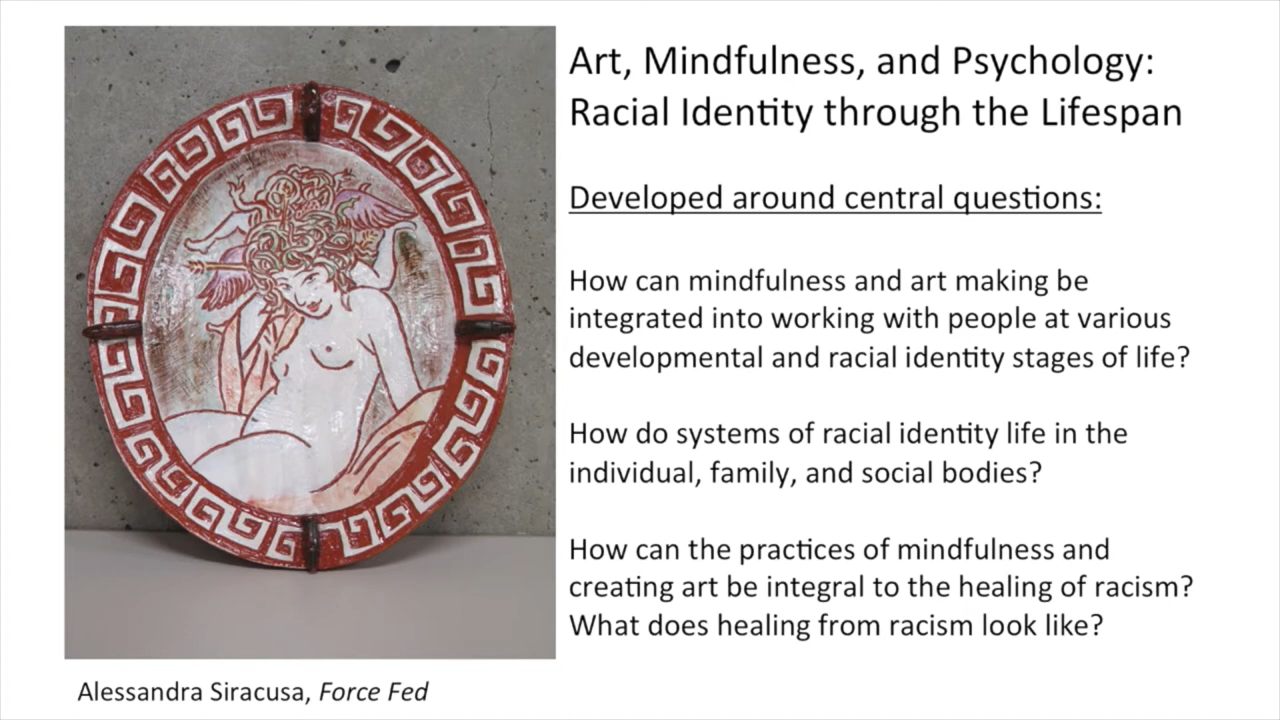 Art, Mindfulness, and Psychology:
Racial Identity through the Lifespan
Developed around central questions:
How can mindfulness and art making be
integrated into working with people at various
developmental and racial identity stages of life?
How do systems of racial identity life in the
individual, family, and social bodies?
How can the practices of mindfulness and
creating art be integral to the healing of racism?
What does healing from racism look like?
Alessandra Siracusa, Force Fed